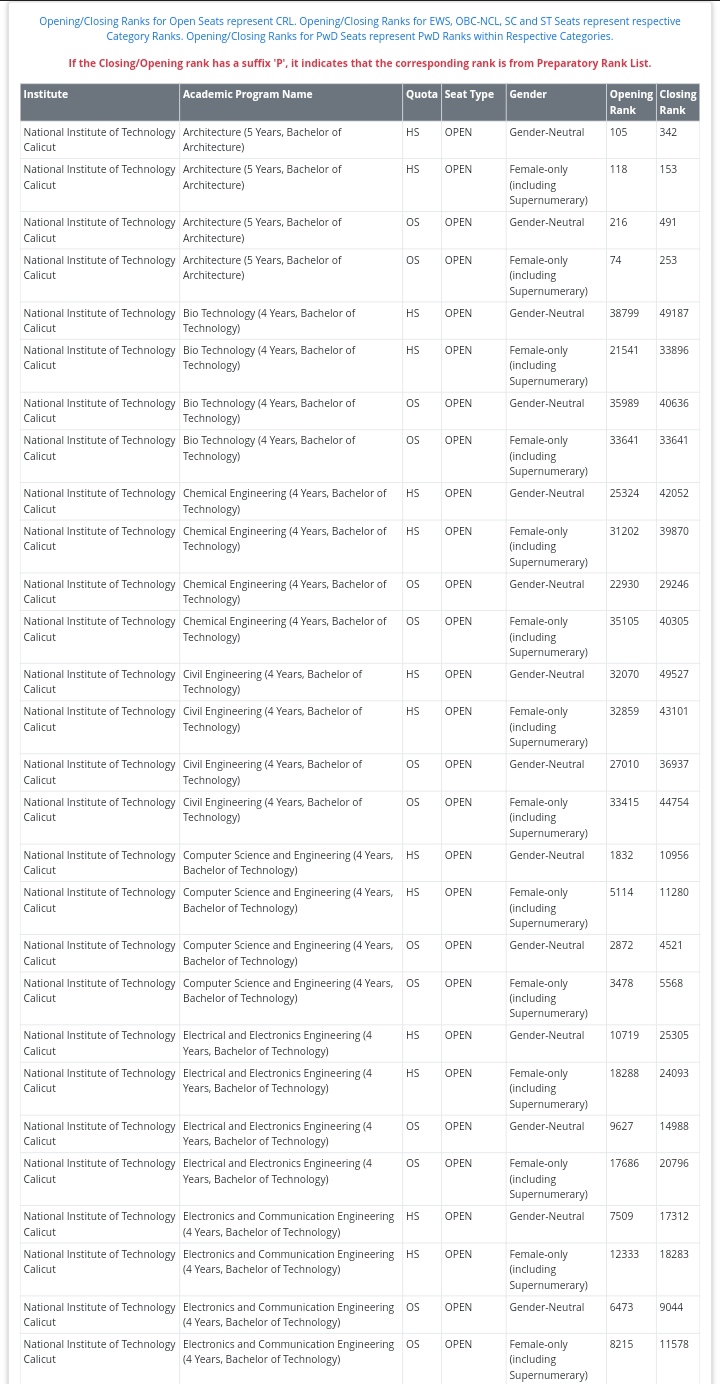 Opening/Closing Ranks for Open Seats represent CRL. Opening/Closing Ranks for EWS, OBC-NCL, SC and ST Seats represent respective
Category Ranks. Opening/Closing Ranks for PwD Seats represent PwD Ranks within Respective Categories.
If the Closing/Opening rank has a suffix 'P', it indicates that the corresponding rank is from Preparatory Rank List.
Institute Academic Program Name Quota Seat Type Gender Opening Closing
Rank Rank
National Institute of Technology Architecture (5 Years, Bachelor of HS OPEN Gender-Neutral 105 342
Calicut Architecture)
National Institute of Technology Architecture (5 Years, Bachelor of HS OPEN Female-only 118 153
Calicut Architecture) (including
Supernumerary)
National Institute of Technology Architecture (5 Years, Bachelor of OS OPEN Gender-Neutral 216 491
Calicut Architecture)
National Institute of Technology Architecture (5 Years, Bachelor of OS OPEN Female-only 74 253
Calicut Architecture) (including
Supernumerary)
National Institute of Technology Bio Technology (4 Years, Bachelor of HS OPEN Gender-Neutral 38799 49187
Calicut Technology)
National Institute of Technology Bio Technology (4 Years, Bachelor of HS OPEN Female-only 21541 33896
Calicut Technology) (including
Supernumerary)
National Institute of Technology Bio Technology (4 Years, Bachelor of OS OPEN Gender-Neutral 35989 40636
Calicut Technology)
National Institute of Technology Bio Technology (4 Years, Bachelor of OS OPEN Female-only 33641 33641
Calicut Technology) (including
Supernumerary)
National Institute of Technology Chemical Engineering (4 Years, Bachelor of HS OPEN Gender-Neutral 25324 42052
Calicut Technology)
National Institute of Technology Chemical Engineering (4 Years, Bachelor of HS OPEN Female-only 31202 39870
Calicut Technology) (including
Supernumerary)
National Institute of Technology Chemical Engineering (4 Years, Bachelor of OS OPEN Gender-Neutral 22930 29246
Calicut Technology)
National Institute of Technology Chemical Engineering (4 Years, Bachelor of OS OPEN Female-only 35105 40305
Calicut Technology) (including
Supernumerary)
National Institute of Technology Civil Engineering (4 Years, Bachelor of HS OPEN Gender-Neutral 32070 49527
Calicut Technology)
National Institute of Technology Civil Engineering (4 Years, Bachelor of HS OPEN Female-only 32859 43101
Calicut Technology) (including
Supernumerary)
National Institute of Technology Civil Engineering (4 Years, Bachelor of OS OPEN Gender-Neutral 27010 36937
Calicut Technology)
National Institute of Technology Civil Engineering (4 Years, Bachelor of OS OPEN Female-only 33415 44754
Calicut Technology) (including
Supernumerary)
National Institute of Technology Computer Science and Engineering (4 Years, HS OPEN Gender-Neutral 1832 10956
Calicut Bachelor of Technology)
National Institute of Technology Computer Science and Engineering (4 Years, HS OPEN Female-only 5114 11280
Calicut Bachelor of Technology) (including
Supernumerary)
National Institute of Technology Computer Science and Engineering (4 Years, OS OPEN Gender-Neutral 2872 4521
Calicut Bachelor of Technology)
National Institute of Technology Computer Science and Engineering (4 Years, OS OPEN Female-only 3478 5568
Calicut Bachelor of Technology) (including
Supernumerary)
National Institute of Technology Electrical and Electronics Engineering (4 HS OPEN Gender-Neutral 10719 25305
Calicut Years, Bachelor of Technology)
National Institute of Technology Electrical and Electronics Engineering (4 HS OPEN Female-only 18288 24093
Calicut Years, Bachelor of Technology) (including
Supernumerary)
National Institute of Technology Electrical and Electronics Engineering (4 OS OPEN Gender-Neutral 9627 14988
Calicut Years, Bachelor of Technology)
National Institute of Technology Electrical and Electronics Engineering (4 OS OPEN Female-only 17686 20796
Calicut Years, Bachelor of Technology) (including
Supernumerary)
National Institute of Technology Electronics and Communication Engineering HS OPEN Gender-Neutral 7509 17312
Calicut (4 Years, Bachelor of Technology)
National Institute of Technology Electronics and Communication Engineering HS OPEN Female-only 12333 18283
Calicut (4 Years, Bachelor of Technology) (including
Supernumerary)
National Institute of Technology Electronics and Communication Engineering OS OPEN Gender-Neutral 6473 9044
Calicut (4 Years, Bachelor of Technology)
National Institute of Technology Electronics and Communication Engineering OS OPEN Female-only 8215 11578
Calicut (4 Years, Bachelor of Technology) (including
Supernumerary)